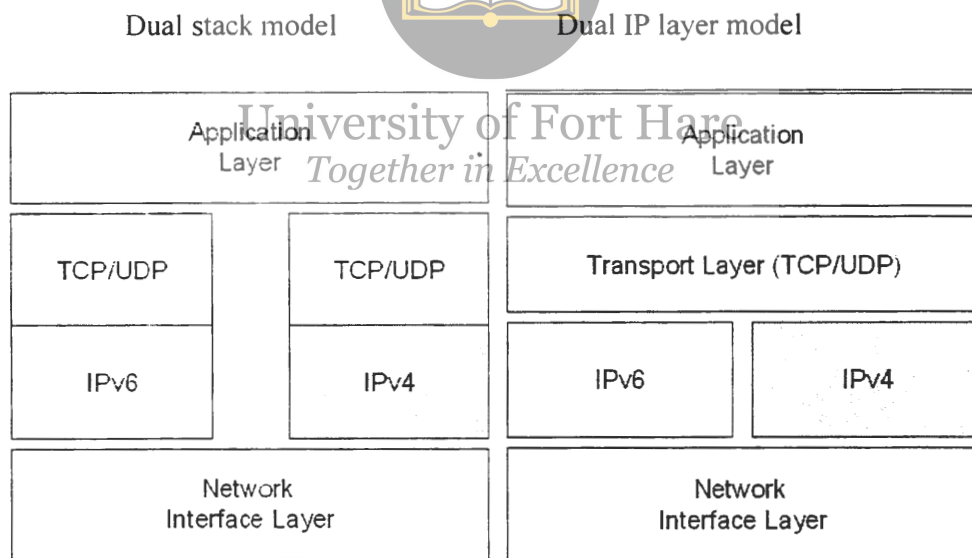 Dual stack model
Dual IP layer model
University of Fort Hare
Together in Excellence
Application
Layer
TCP/UDP
TCP/UDP
IPv6
IPv4
Network
Interface Layer
Application
Layer
Transport Layer (TCP/UDP)
IPv6
IPv4
Network
Interface Layer